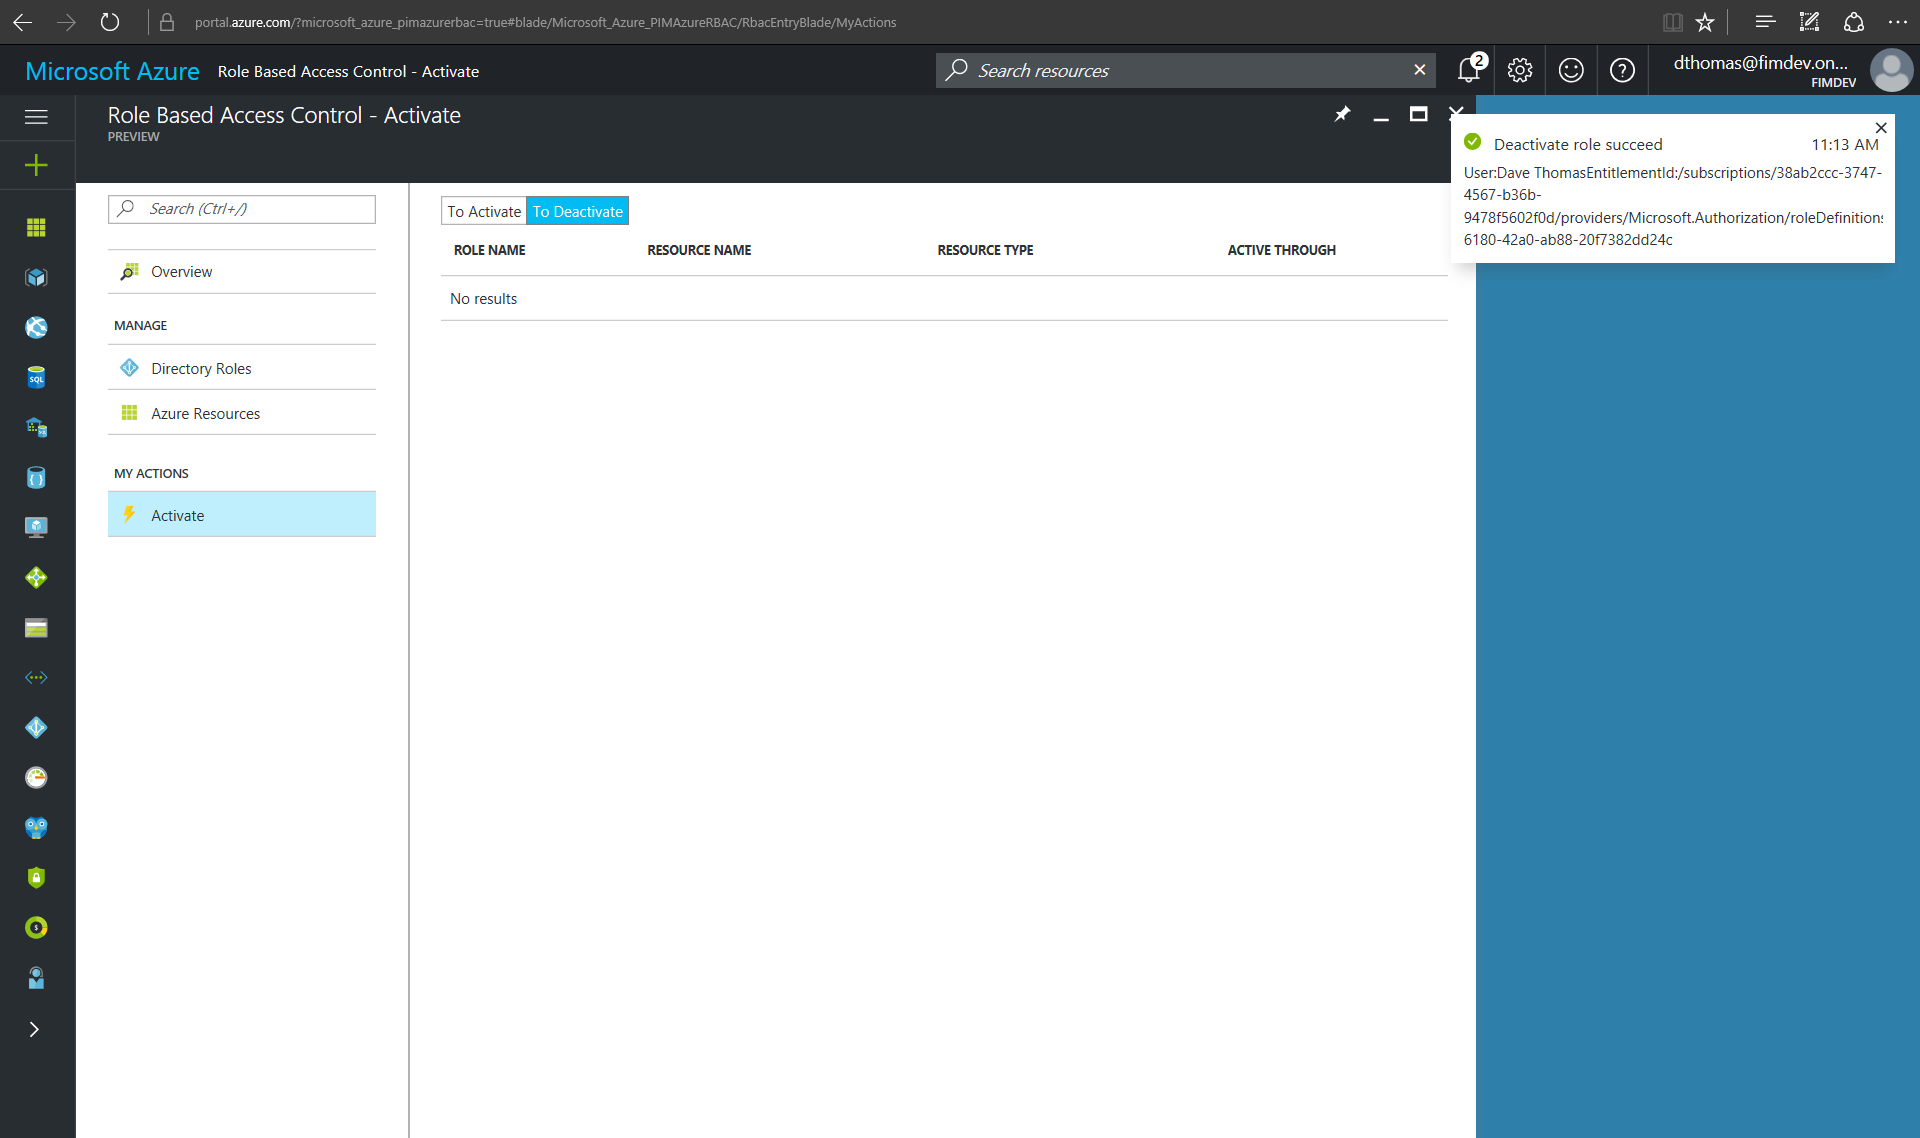 portal.azure.com/?microsoft_azure_pimazurerbac=true#blade/Microsoft_Azure_PIMAzureRBAC/RbacEntryBlade/MyActions
Microsoft Azure Role Based Access Control - Activate
Search resources
2
dthomas@fimdev.on...
FIMDEV
Role Based Access Control - Activate
PREVIEW
Deactivate role succeed 11:13 AM
User:Dave ThomasEntitlementId:/subscriptions/38ab2ccc-3747-
4567-b36b-
9478f5602f0d/providers/Microsoft.Authorization/roleDefinitions
6180-42a0-ab88-20f7382dd24c
Search (Ctrl+/)
Overview
MANAGE
Directory Roles
Azure Resources
MY ACTIONS
Activate
To Activate To Deactivate
ROLE NAME RESOURCE NAME RESOURCE TYPE ACTIVE THROUGH
No results
SQL